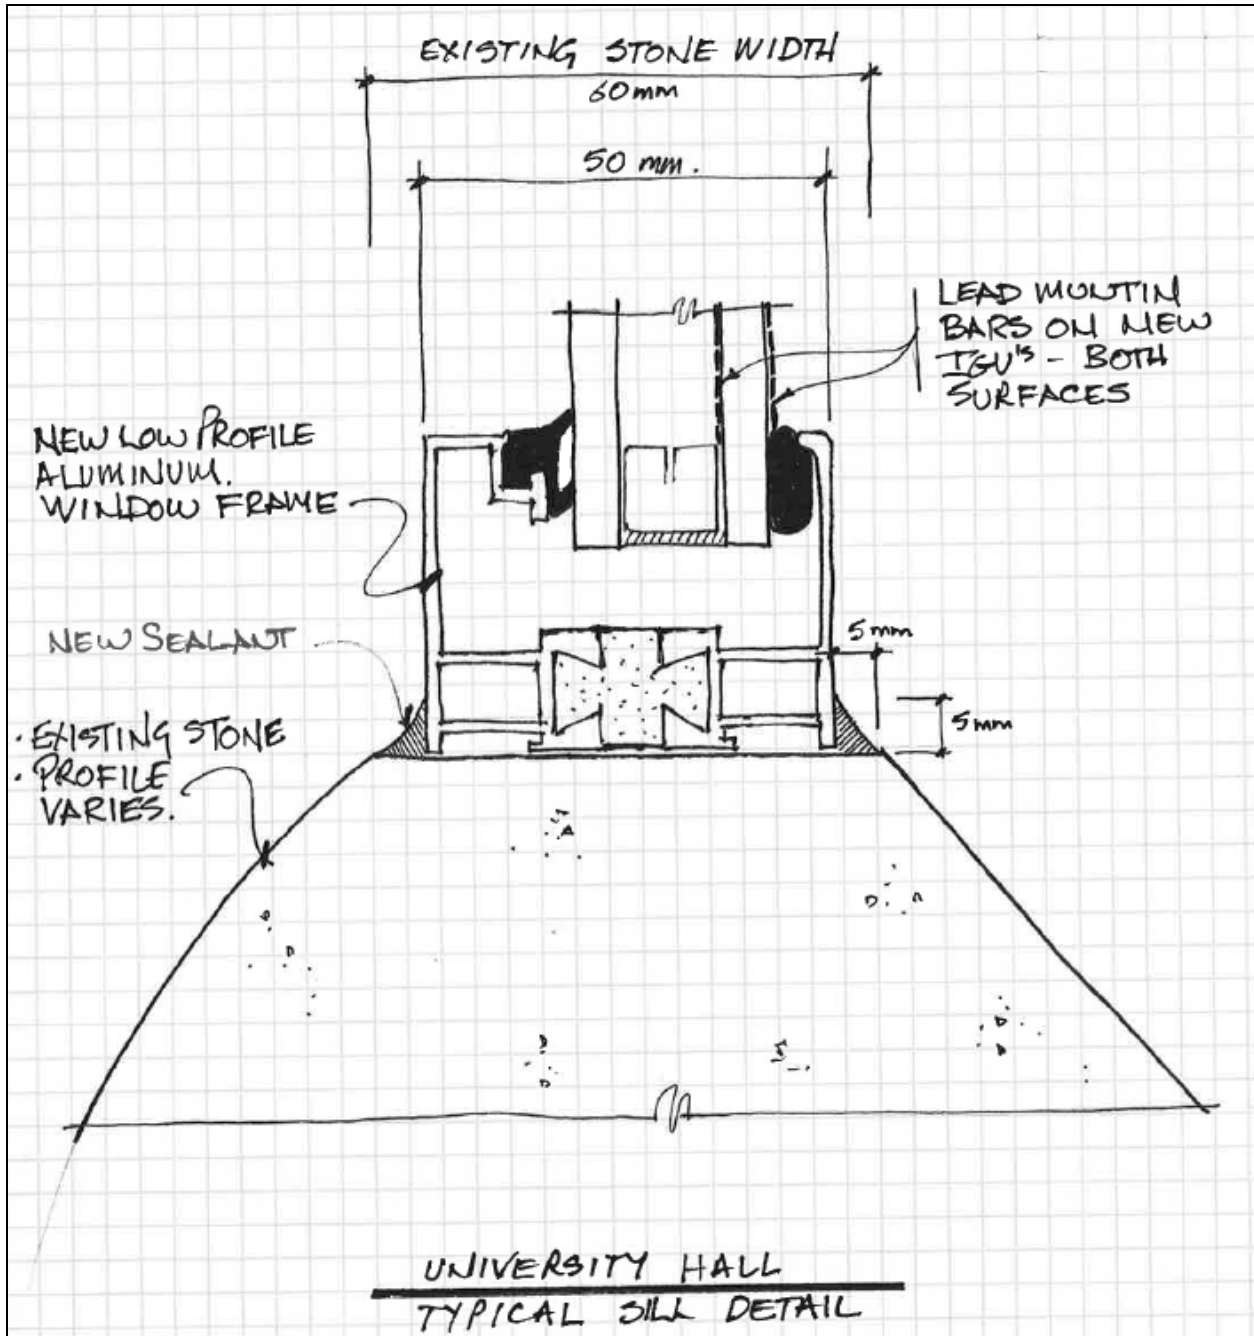 EXISTING STONE WIDTH
60mm
50 mm.
LEAD MUNTIN
BARS ON NEW
IGU'S - BOTH
SURFACES
NEW LOW PROFILE
ALUMINUM.
WINDOW FRAME
NEW SEALANT
5mm
5mm
· EXISTING STONE
· PROFILE
VARIES.
UNIVERSITY HALL
TYPICAL SILL DETAIL